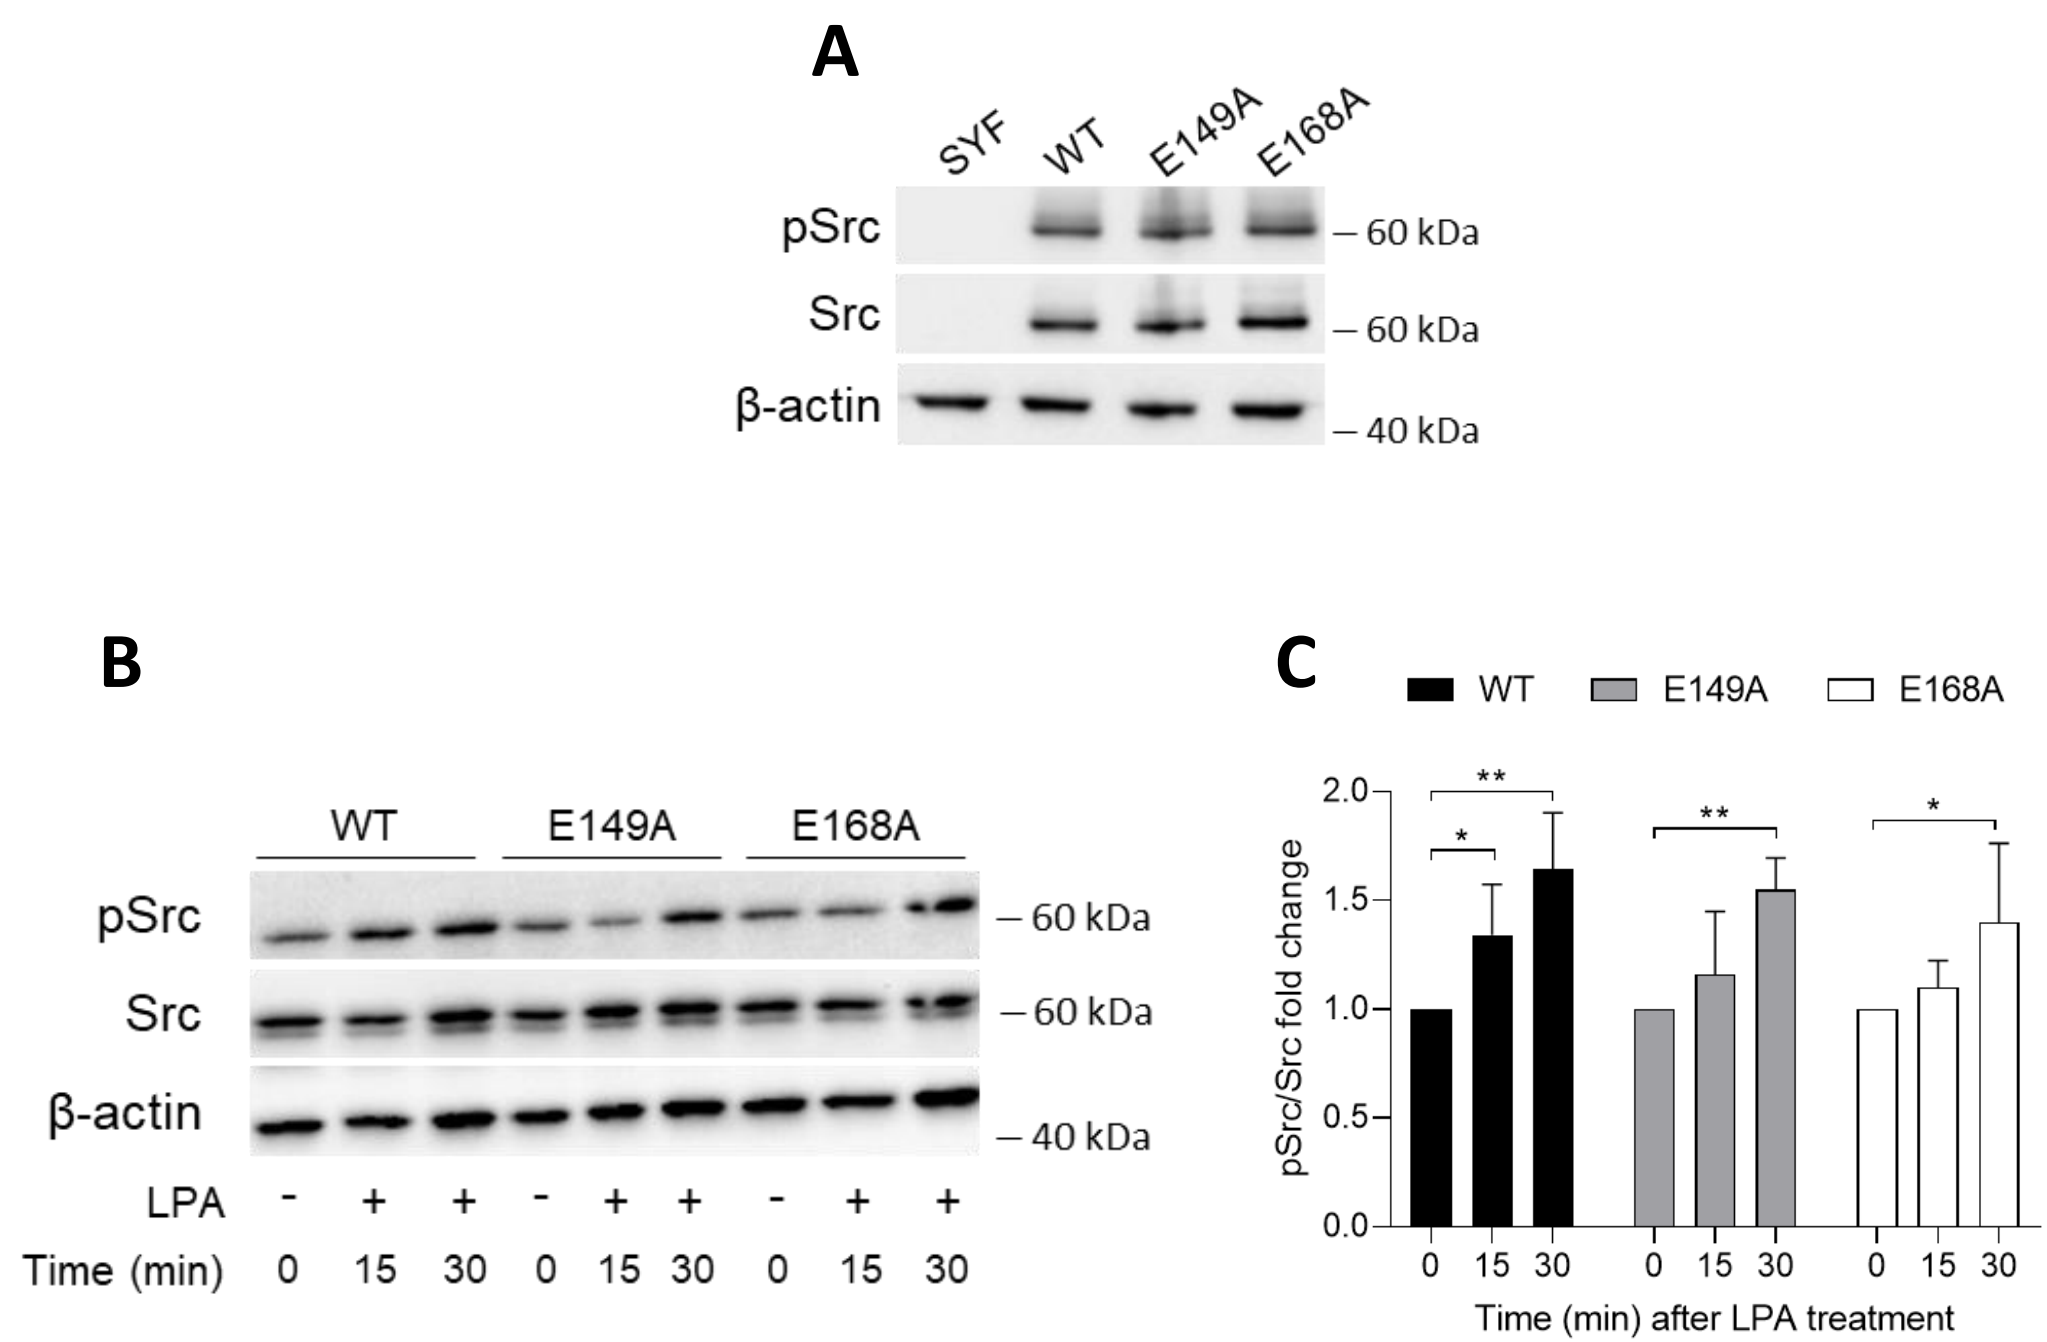 A
SYF WT E149A E168A
pSrc – 60 kDa
Src – 60 kDa
β-actin – 40 kDa
B
WT E149A E168A
pSrc – 60 kDa
Src – 60 kDa
β-actin – 40 kDa
LPA - + + - + + - + +
Time (min) 0 15 30 0 15 30 0 15 30
C
WT E149A E168A
pSrc/Src fold change
2.0
1.5
1.0
0.5
0.0
** * ** *
0 15 30 0 15 30 0 15 30
Time (min) after LPA treatment